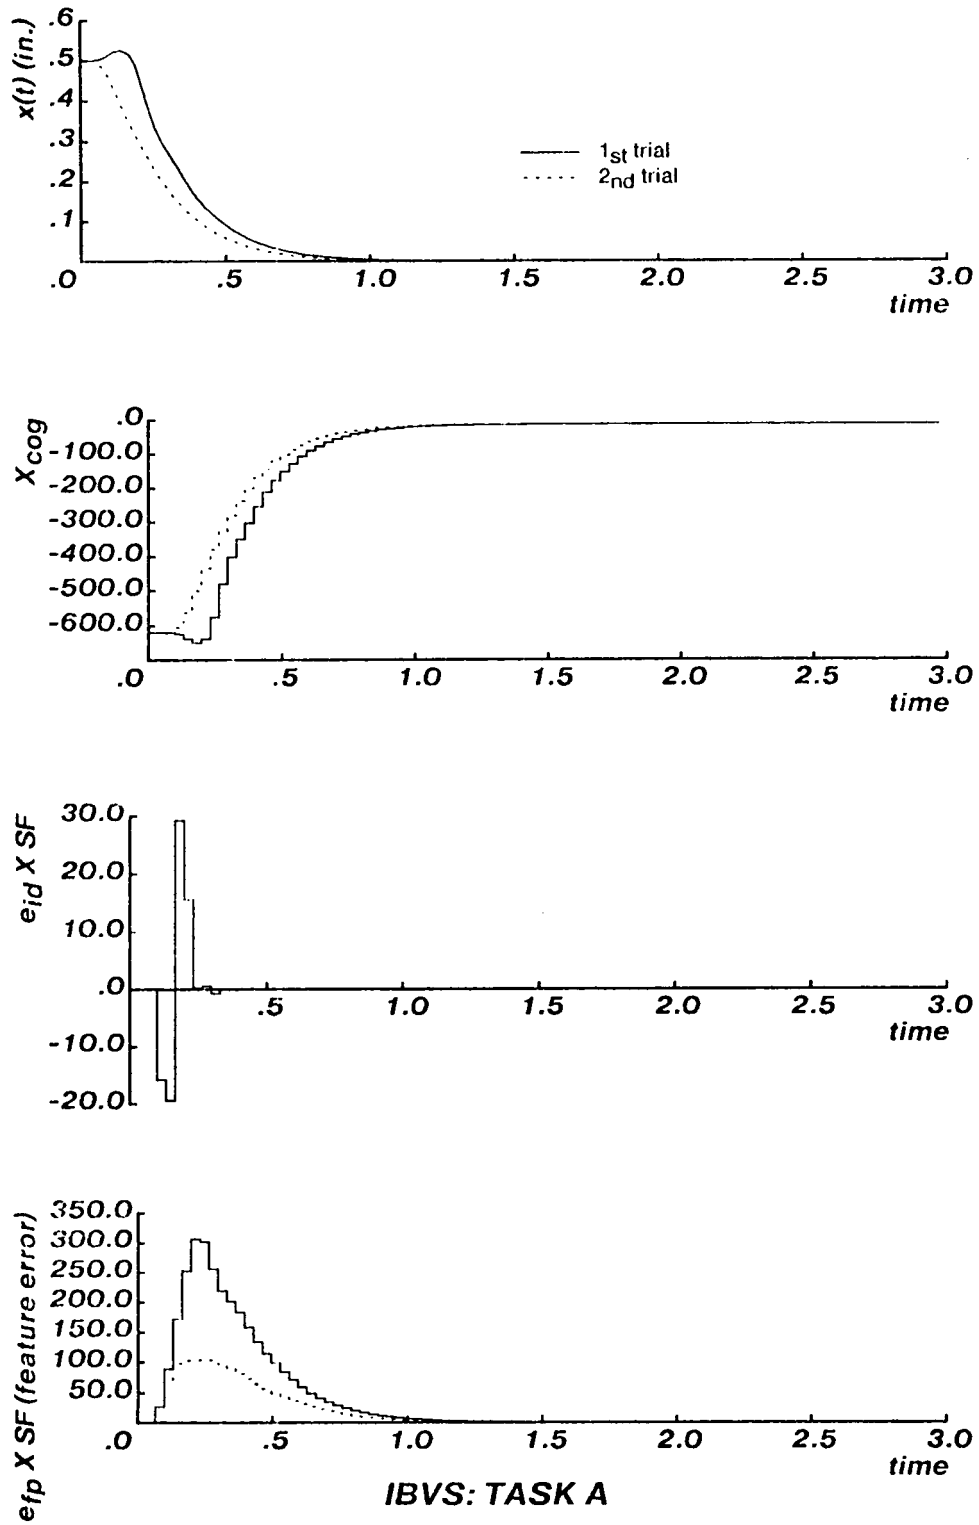 x(t) (in.)
.6
.5
.4
.3
.2
.1
.0 .5 1.0 1.5 2.0 2.5 3.0
time
1st trial
2nd trial
Xcog
.0
-100.0
-200.0
-300.0
-400.0
-500.0
-600.0
.0 .5 1.0 1.5 2.0 2.5 3.0
time
eid X SF
30.0
20.0
10.0
.0
-10.0
-20.0
.5 1.0 1.5 2.0 2.5 3.0
time
efp X SF (feature error)
350.0
300.0
250.0
200.0
150.0
100.0
50.0
.0 .5 1.0 1.5 2.0 2.5 3.0
time
IBVS: TASK A